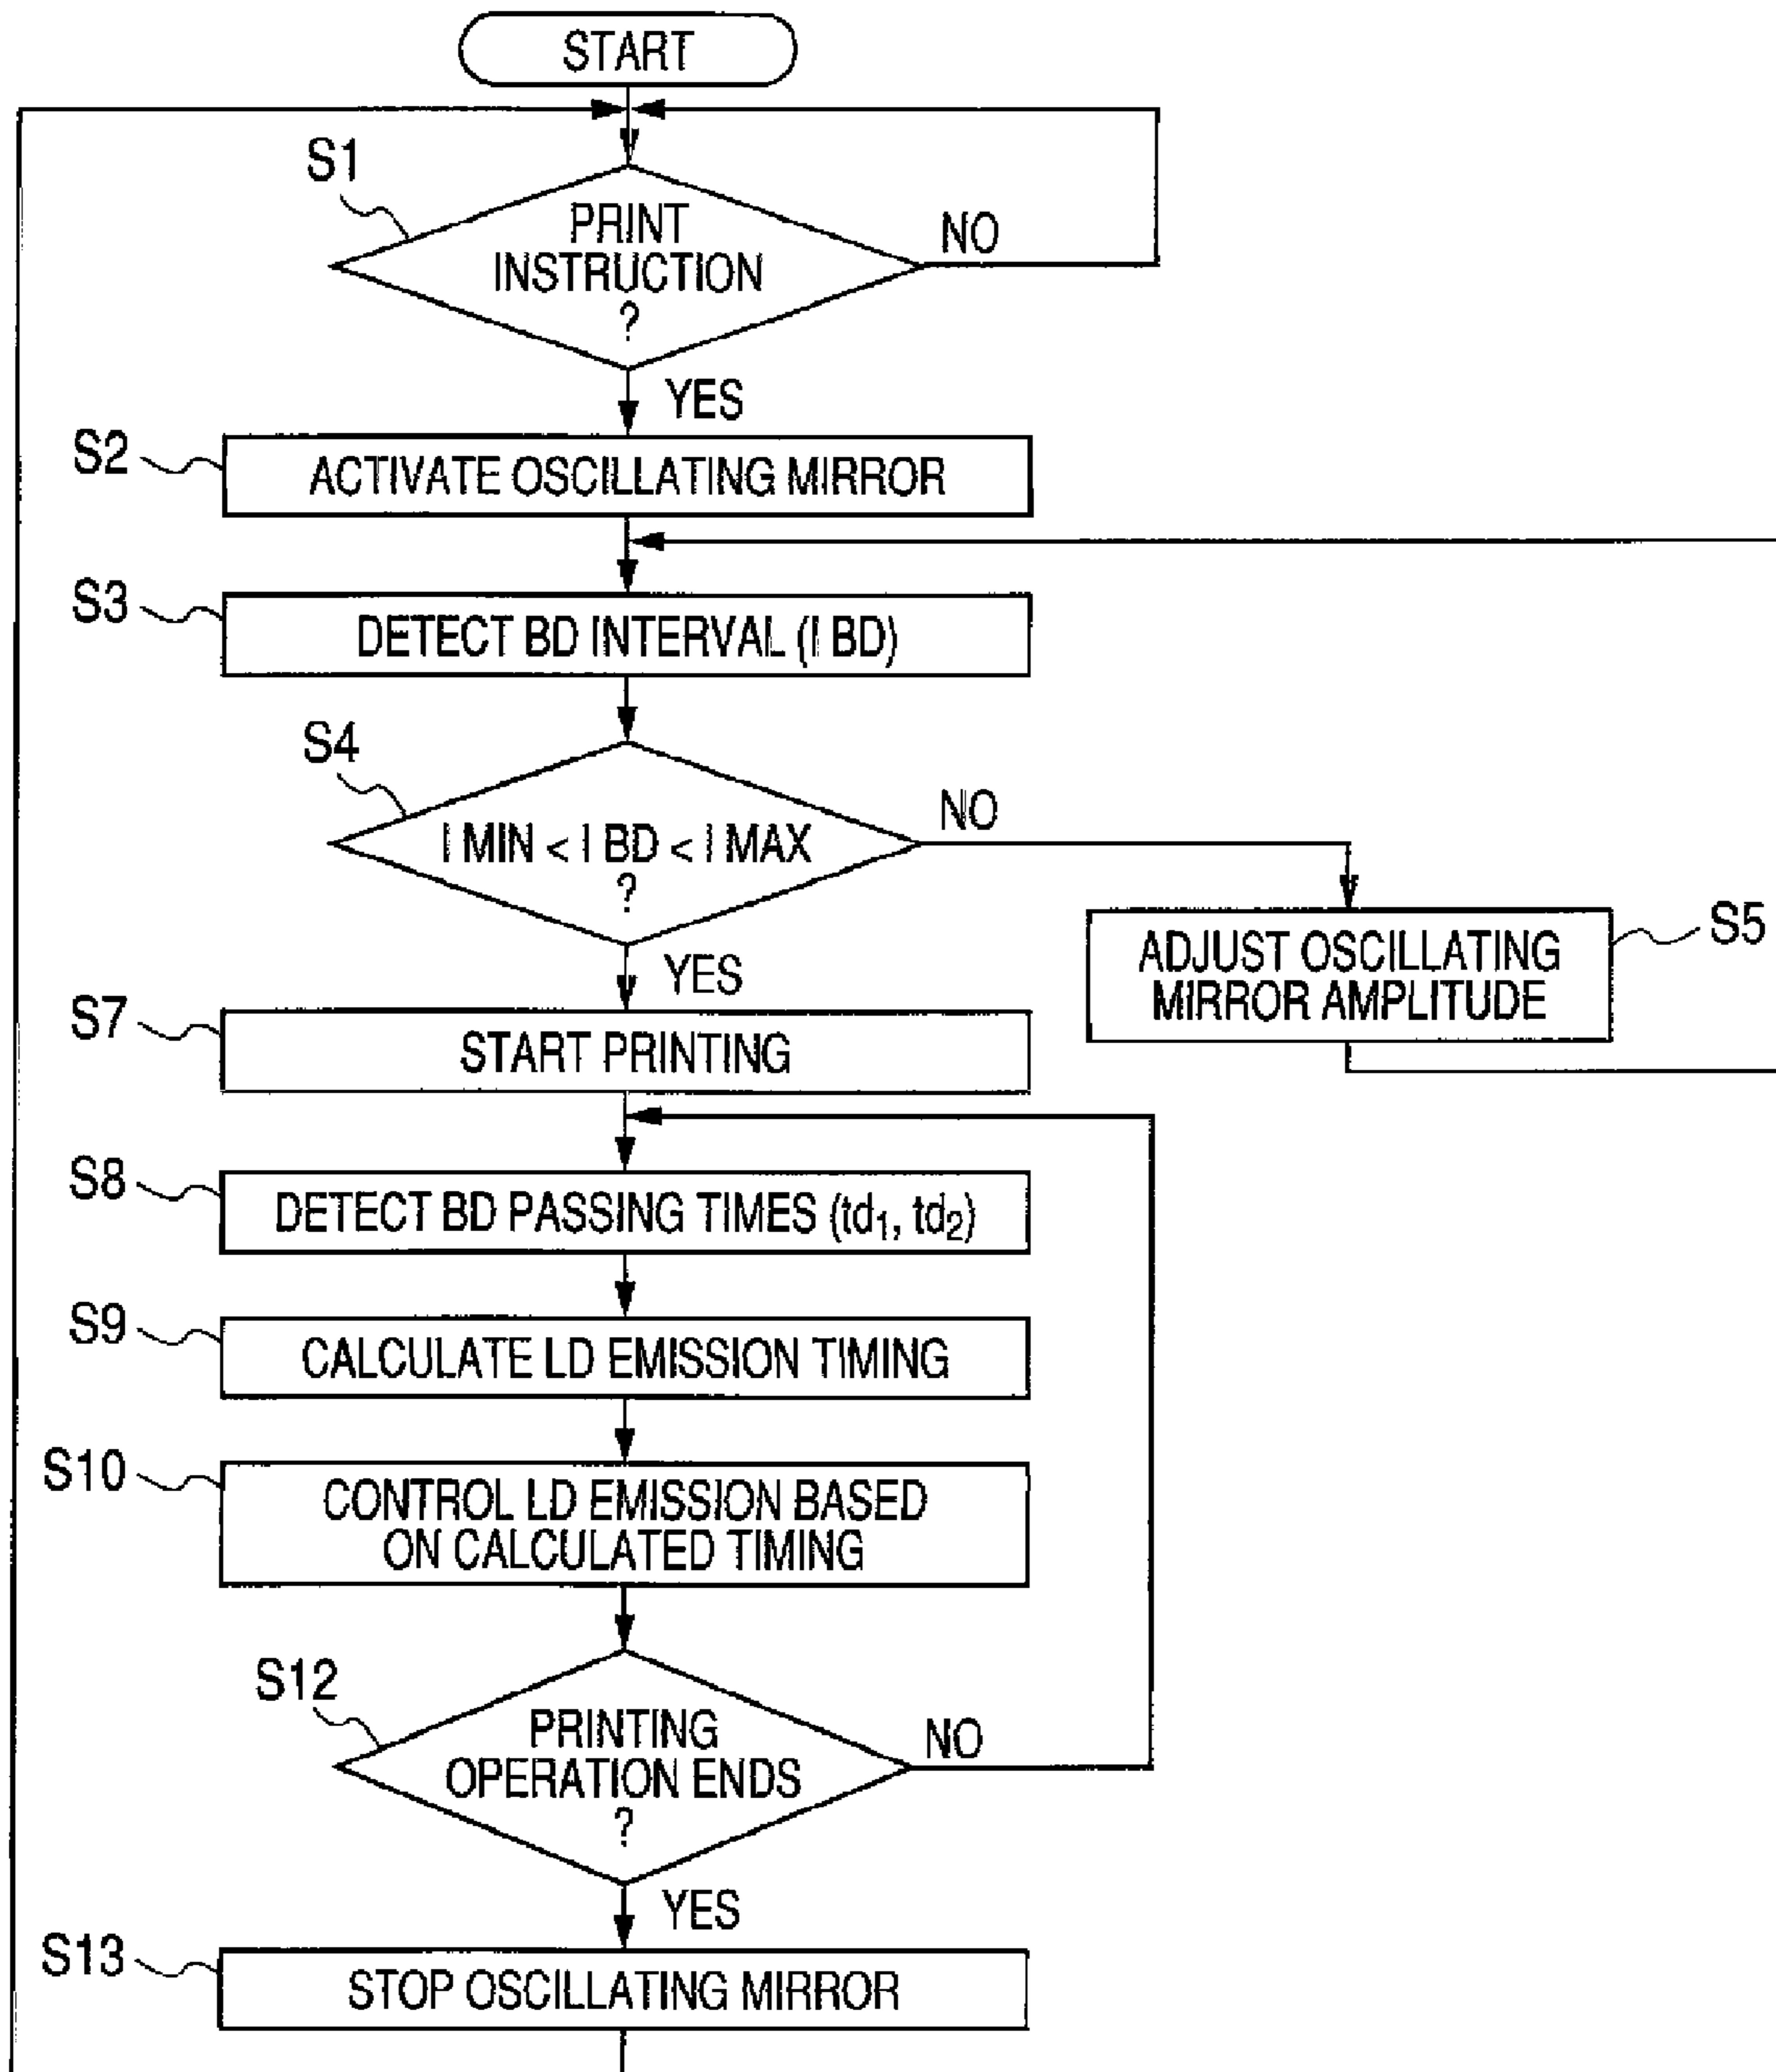 START
S1
PRINT
INSTRUCTION
?
NO
YES
S2
ACTIVATE OSCILLATING MIRROR
S3
DETECT BD INTERVAL (I BD)
S4
I MIN < I BD < I MAX
?
NO
YES
S5
ADJUST OSCILLATING
MIRROR AMPLITUDE
S7
START PRINTING
S8
DETECT BD PASSING TIMES (td₁, td₂)
S9
CALCULATE LD EMISSION TIMING
S10
CONTROL LD EMISSION BASED
ON CALCULATED TIMING
S12
PRINTING
OPERATION ENDS
?
NO
YES
S13
STOP OSCILLATING MIRROR